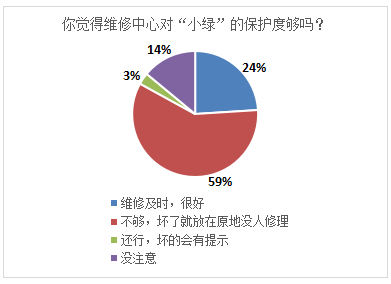 你觉得维修中心对“小绿”的保护度够吗？
14%
24%
3%
59%
维修及时，很好
不够，坏了就放在原地没人修理
还行，坏的会有提示
没注意